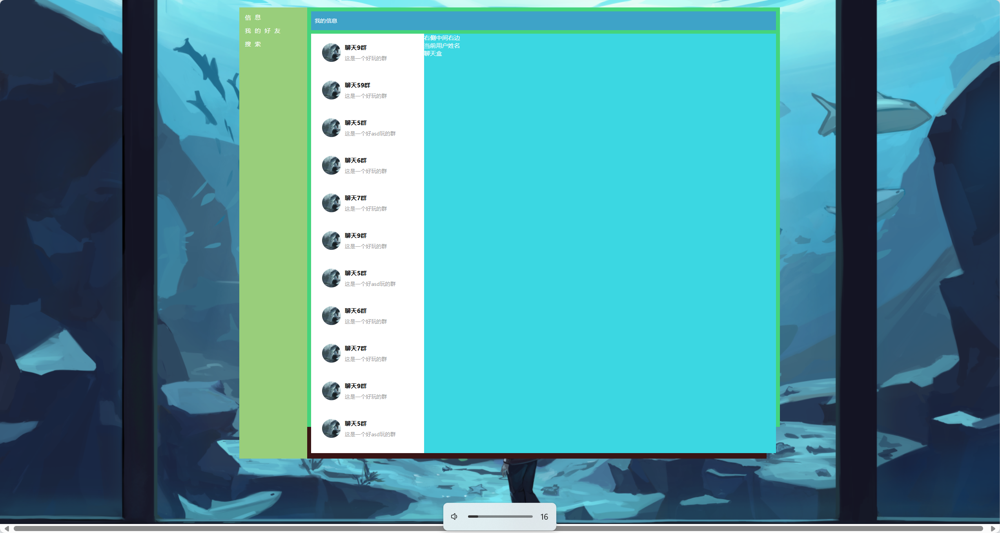 信息
我的好友
搜索
我的信息
聊天9群
这是一个好玩的群
聊天59群
这是一个好玩的群
聊天5群
这是一个好asd玩的群
聊天6群
这是一个好玩的群
聊天7群
这是一个好玩的群
聊天9群
这是一个好玩的群
聊天5群
这是一个好asd玩的群
聊天6群
这是一个好玩的群
聊天7群
这是一个好玩的群
聊天9群
这是一个好玩的群
聊天5群
这是一个好asd玩的群
右侧中间右边
当前用户姓名
聊天盒
16